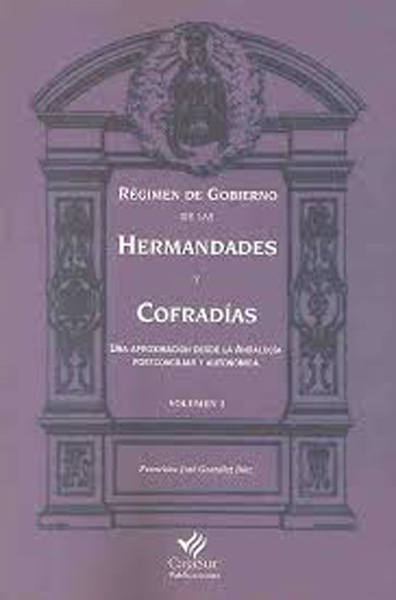 RÉGIMEN DE GOBIERNO
DE LAS
HERMANDADES
Y
COFRADÍAS
UNA APROXIMACIÓN DESDE LA ANDALUCÍA
POSTCONCILIAR Y AUTONÓMICA
VOLUMEN I
Francisco José González Díaz
CajaSur
Publicaciones